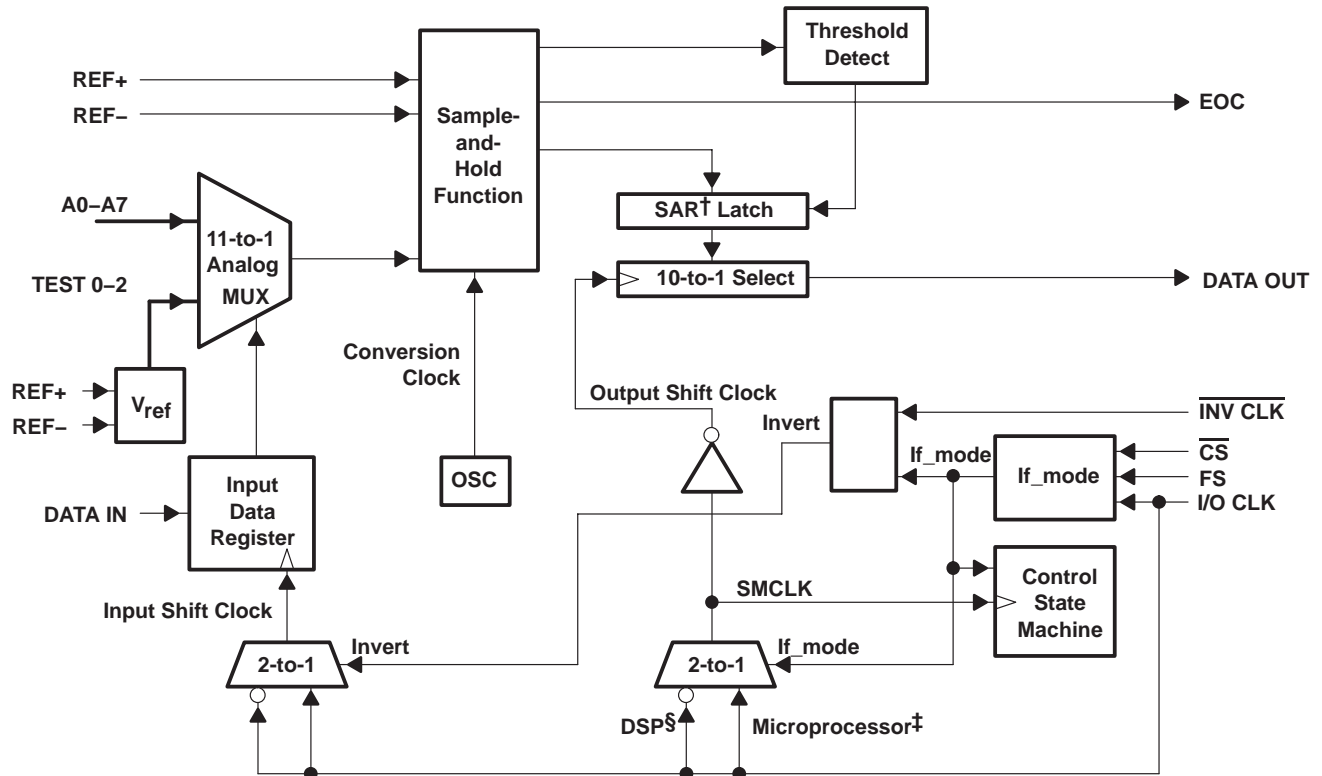 Threshold
Detect
REF+
REF−
Sample-
and-
Hold
Function
EOC
A0−A7
11-to-1
Analog
MUX
SAR† Latch
TEST 0−2
10-to-1 Select
DATA OUT
Conversion
Clock
REF+
REF−
Vref
Output Shift Clock
Invert
INV CLK
CS
FS
I/O CLK
If_mode
If_mode
OSC
Input
Data
Register
DATA IN
Control
State
Machine
SMCLK
Input Shift Clock
2-to-1
Invert
2-to-1
If_mode
DSP§
Microprocessor‡